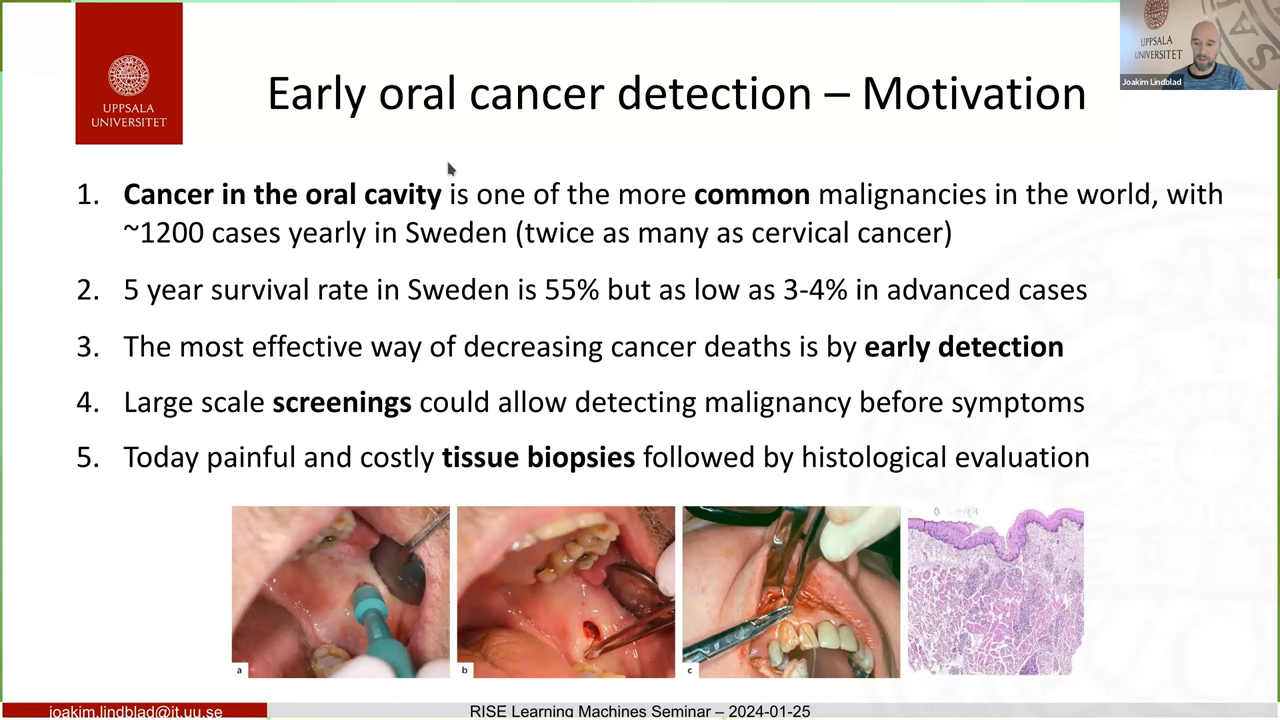 UPPSALA
UNIVERSITET
Early oral cancer detection – Motivation
UPPSALA
UNIVERSITET
Joakim Lindblad
1. Cancer in the oral cavity is one of the more common malignancies in the world, with
~1200 cases yearly in Sweden (twice as many as cervical cancer)
2. 5 year survival rate in Sweden is 55% but as low as 3-4% in advanced cases
3. The most effective way of decreasing cancer deaths is by early detection
4. Large scale screenings could allow detecting malignancy before symptoms
5. Today painful and costly tissue biopsies followed by histological evaluation
a
b
c
joakim.lindblad@it.uu.se
RISE Learning Machines Seminar – 2024-01-25